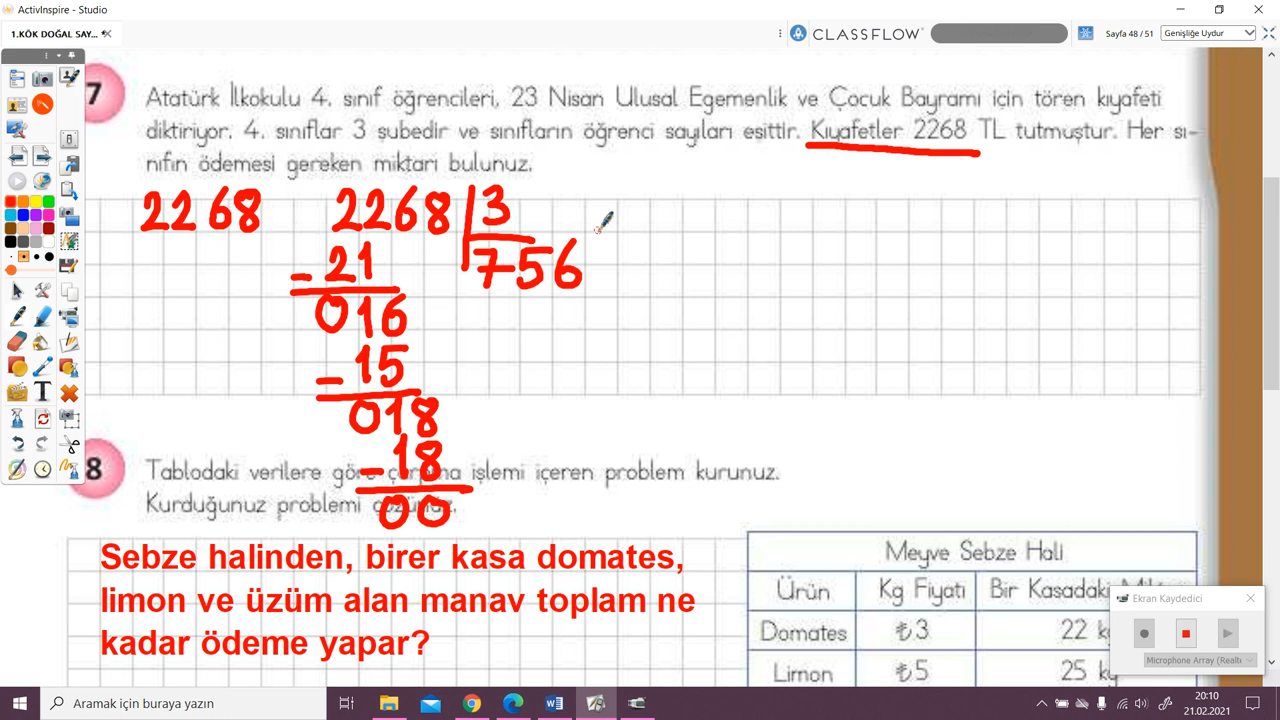 ActivInspire - Studio
1.KÖK DOĞAL SAY...
CLASSFLOW
Sayfa 48 / 51
Genişliğe Uydur
7
Atatürk İlkokulu 4. sınıf öğrencileri, 23 Nisan Ulusal Egemenlik ve Çocuk Bayramı için tören kıyafeti
diktiriyor. 4. sınıflar 3 şubedir ve sınıfların öğrenci sayıları eşittir. Kıyafetler 2268 TL tutmuştur. Her sı-
nıfın ödemesi gereken miktarı bulunuz.
2268
2268 3
- 21 756
016
- 15
018
- 18
00
8
Tablodaki verilere göre çarpma işlemi içeren problem kurunuz.
Kurduğunuz problemi çözünüz.
Sebze halinden, birer kasa domates,
limon ve üzüm alan manav toplam ne
kadar ödeme yapar?
Meyve Sebze Hali
Ürün Kg Fiyatı Bir Kasadaki
Domates ₺3 22 kg
Limon ₺5 25 kg
Ekran Kaydedici
Microphone Array (Realte
Aramak için buraya yazın
20:10
21.02.2021